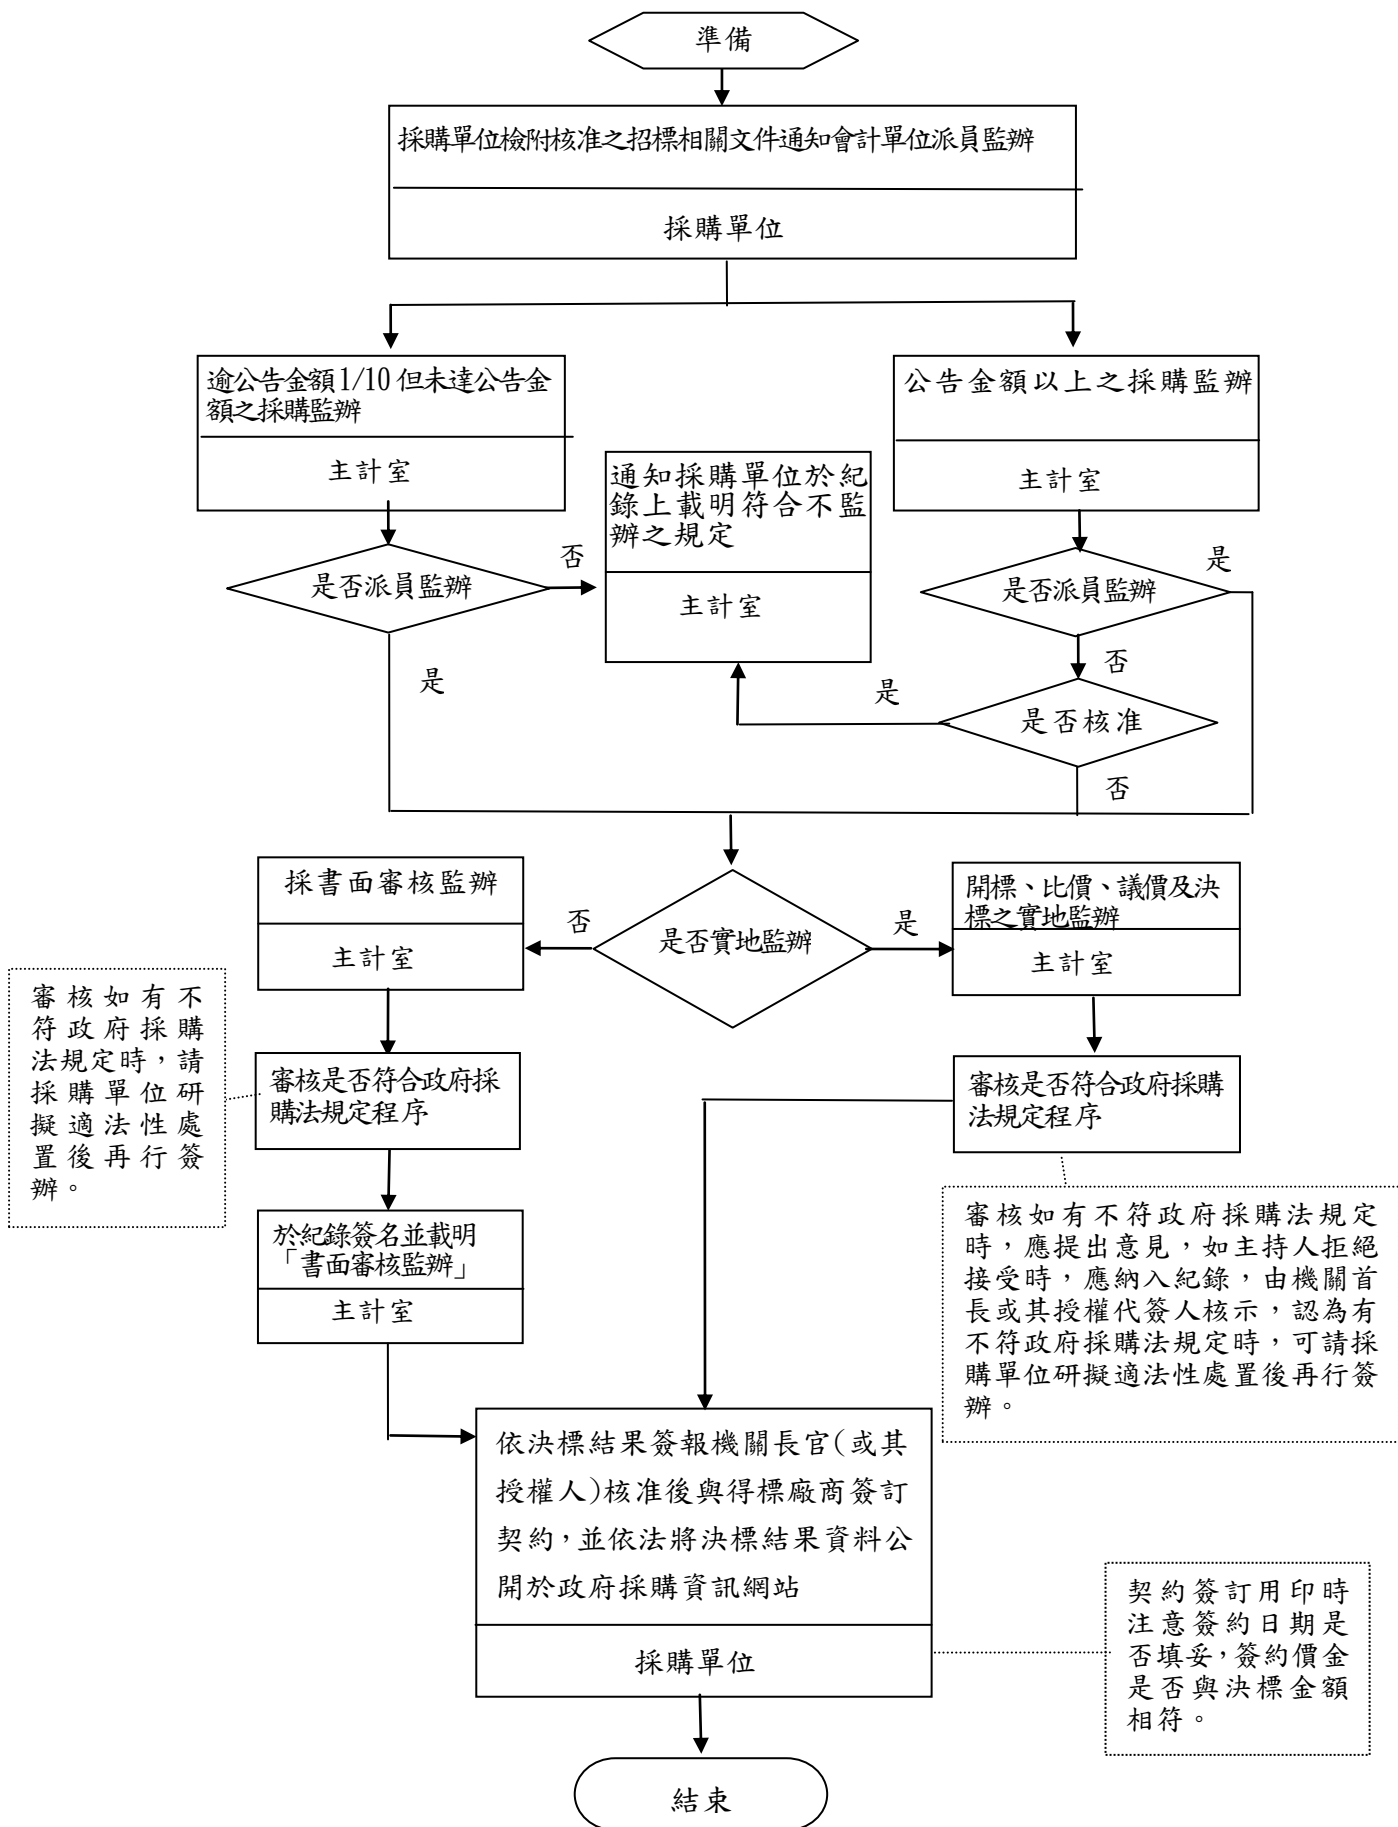 準備
採購單位檢附核准之招標相關文件通知會計單位派員監辦
採購單位
逾公告金額1/10但未達公告金
額之採購監辦
主計室
公告金額以上之採購監辦
主計室
通知採購單位於紀
錄上載明符合不監
辦之規定
主計室
是否派員監辦
否
是
是否派員監辦
是
否
是否核准
是
否
採書面審核監辦
主計室
否
是否實地監辦
是
開標、比價、議價及決
標之實地監辦
主計室
審核如有不
符政府採購
法規定時，請
採購單位研
擬適法性處
置後再行簽
辦。
審核是否符合政府採
購法規定程序
審核是否符合政府採購
法規定程序
於紀錄簽名並載明
「書面審核監辦」
主計室
審核如有不符政府採購法規定
時，應提出意見，如主持人拒絕
接受時，應納入紀錄，由機關首
長或其授權代簽人核示，認為有
不符政府採購法規定時，可請採
購單位研擬適法性處置後再行簽
辦。
依決標結果簽報機關長官(或其
授權人)核准後與得標廠商簽訂
契約，並依法將決標結果資料公
開於政府採購資訊網站
採購單位
契約簽訂用印時
注意簽約日期是
否填妥，簽約價金
是否與決標金額
相符。
結束